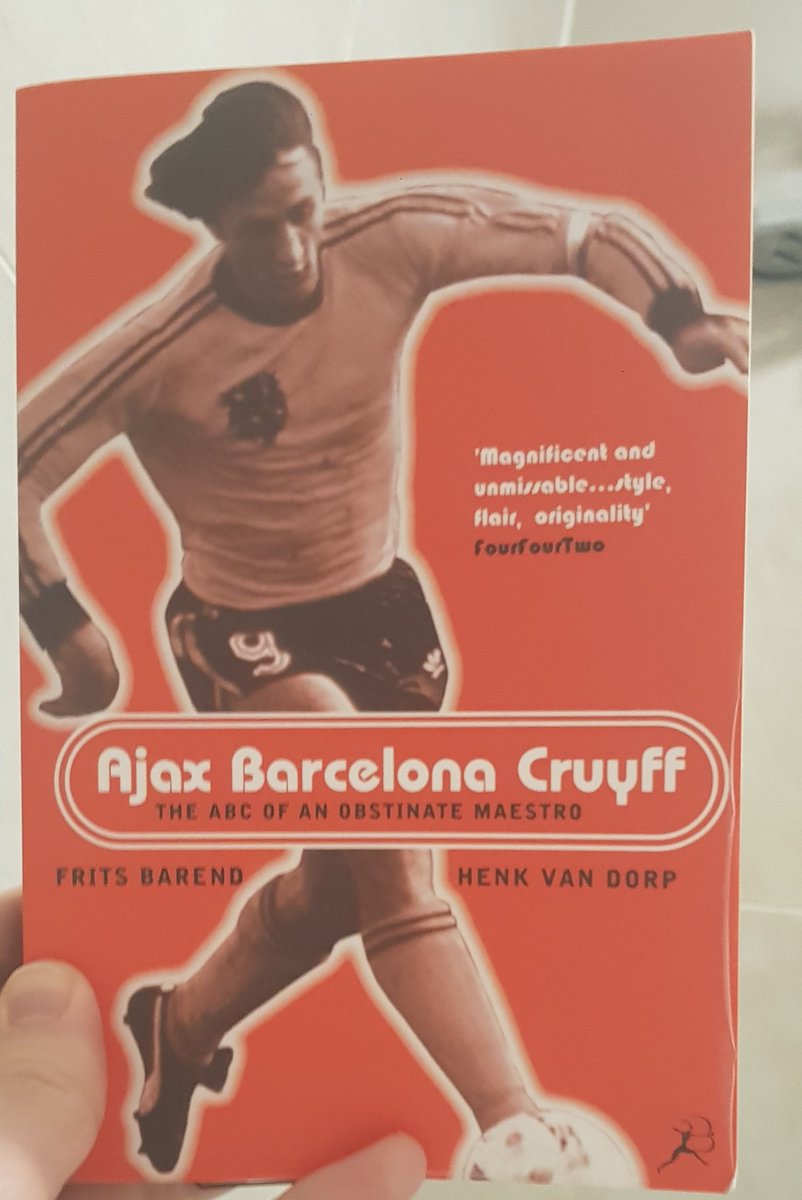 'Magnificent and
unmissable...style,
flair, originality'
FourFourTwo
9
Ajax Barcelona Cruyff
THE ABC OF AN OBSTINATE MAESTRO
FRITS BAREND HENK VAN DORP